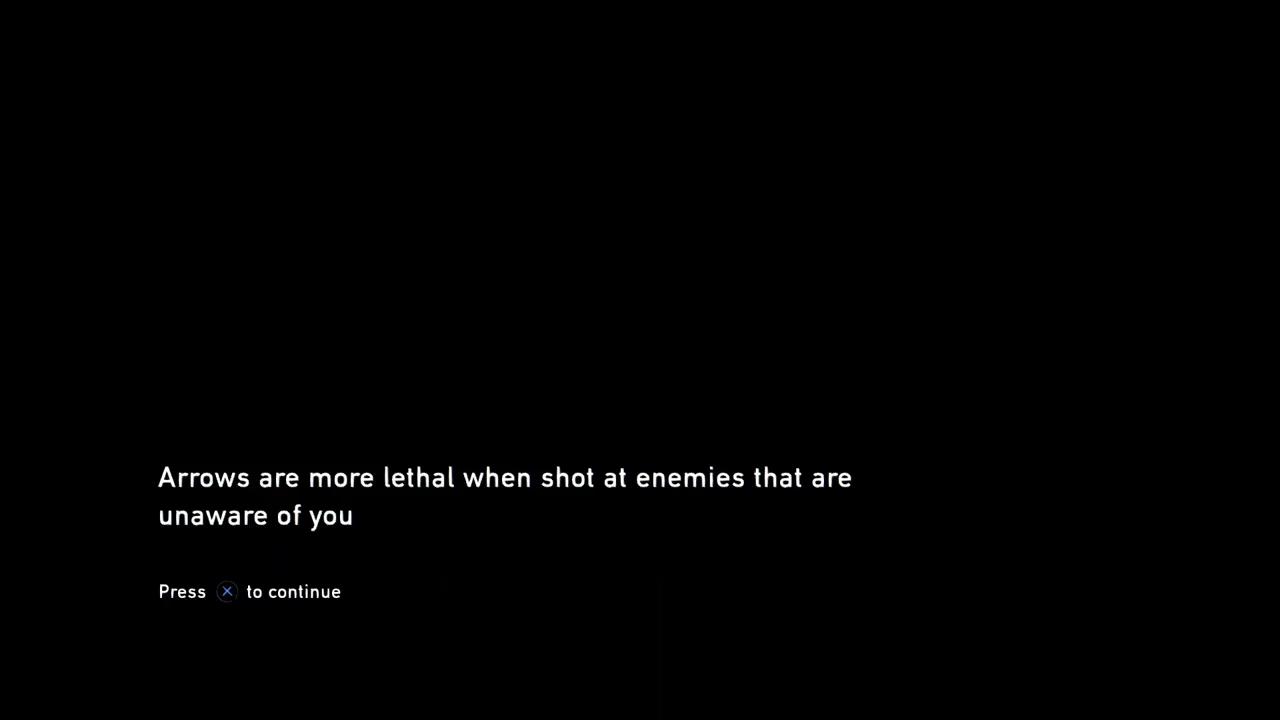 Arrows are more lethal when shot at enemies that are
unaware of you
Press ⓧ to continue